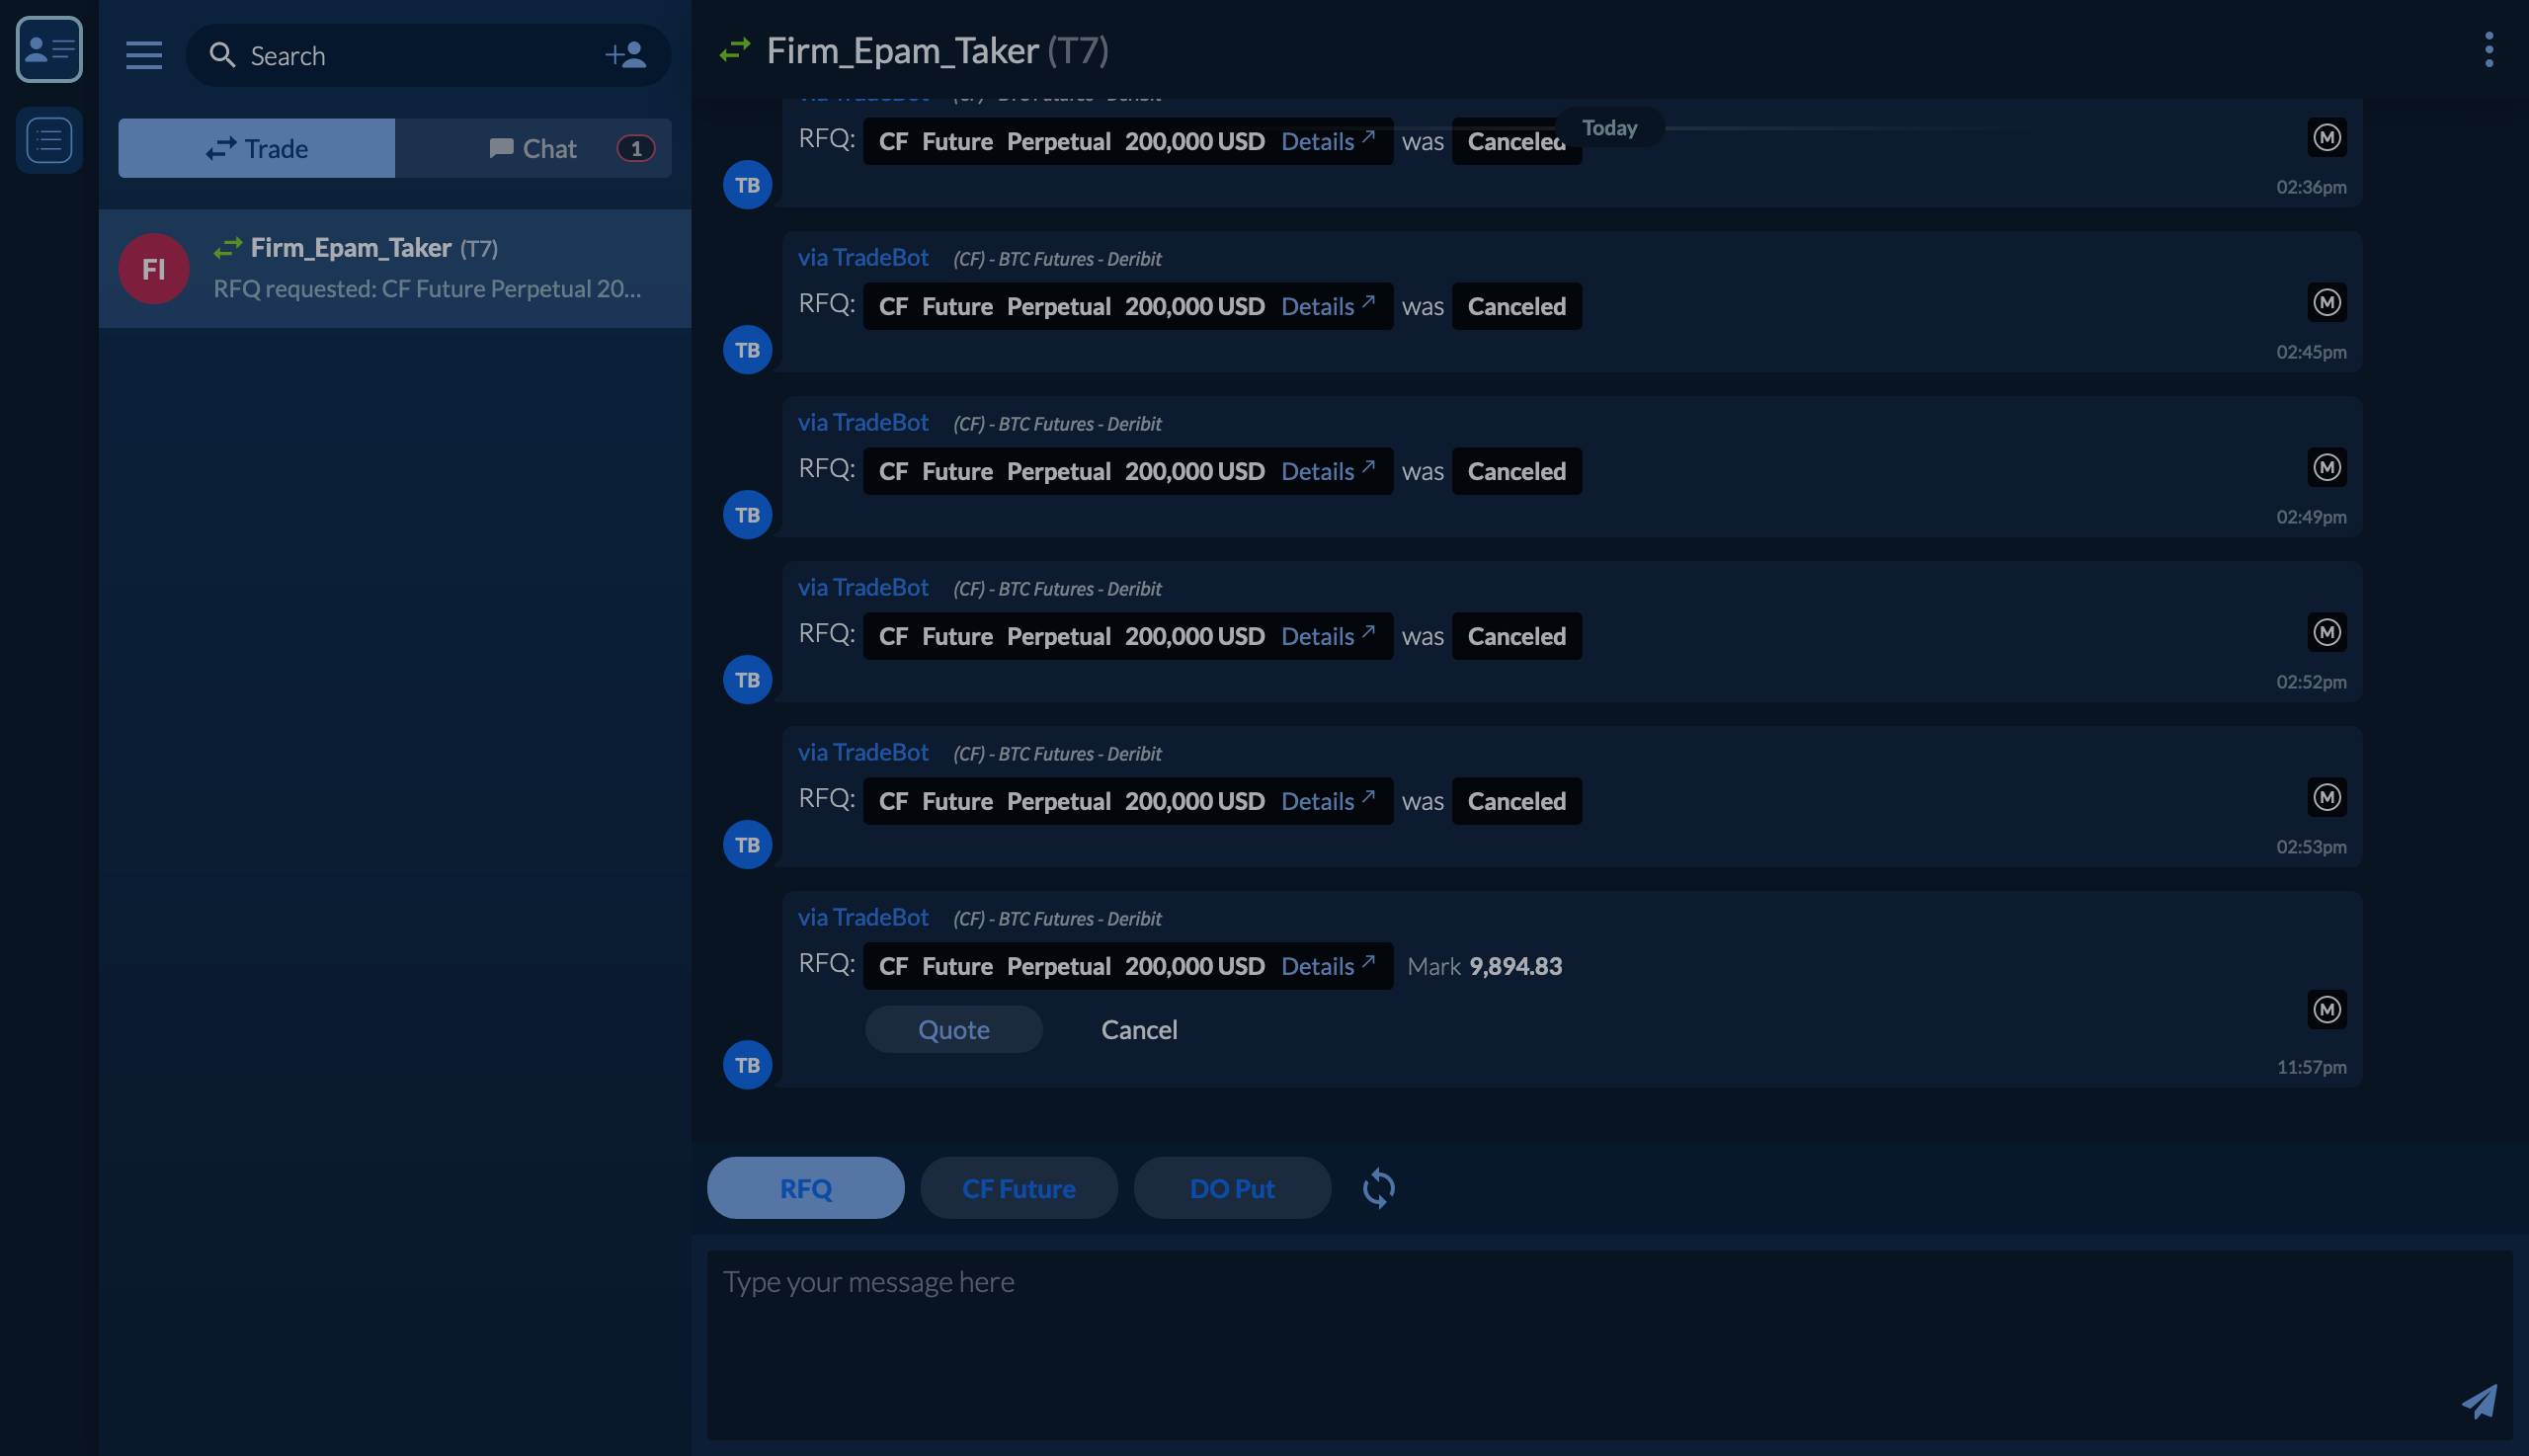 Search
Trade
Chat
1
FI
Firm_Epam_Taker (T7)
RFQ requested: CF Future Perpetual 20...
Firm_Epam_Taker (T7)
via TradeBot (CF) - BTC Futures - Deribit
Today
RFQ: CF Future Perpetual 200,000 USD Details was Canceled
M
TB
02:36pm
via TradeBot (CF) - BTC Futures - Deribit
RFQ: CF Future Perpetual 200,000 USD Details was Canceled
M
TB
02:45pm
via TradeBot (CF) - BTC Futures - Deribit
RFQ: CF Future Perpetual 200,000 USD Details was Canceled
M
TB
02:49pm
via TradeBot (CF) - BTC Futures - Deribit
RFQ: CF Future Perpetual 200,000 USD Details was Canceled
M
TB
02:52pm
via TradeBot (CF) - BTC Futures - Deribit
RFQ: CF Future Perpetual 200,000 USD Details was Canceled
M
TB
02:53pm
via TradeBot (CF) - BTC Futures - Deribit
RFQ: CF Future Perpetual 200,000 USD Details Mark 9,894.83
M
Quote Cancel
TB
11:57pm
RFQ CF Future DO Put
Type your message here